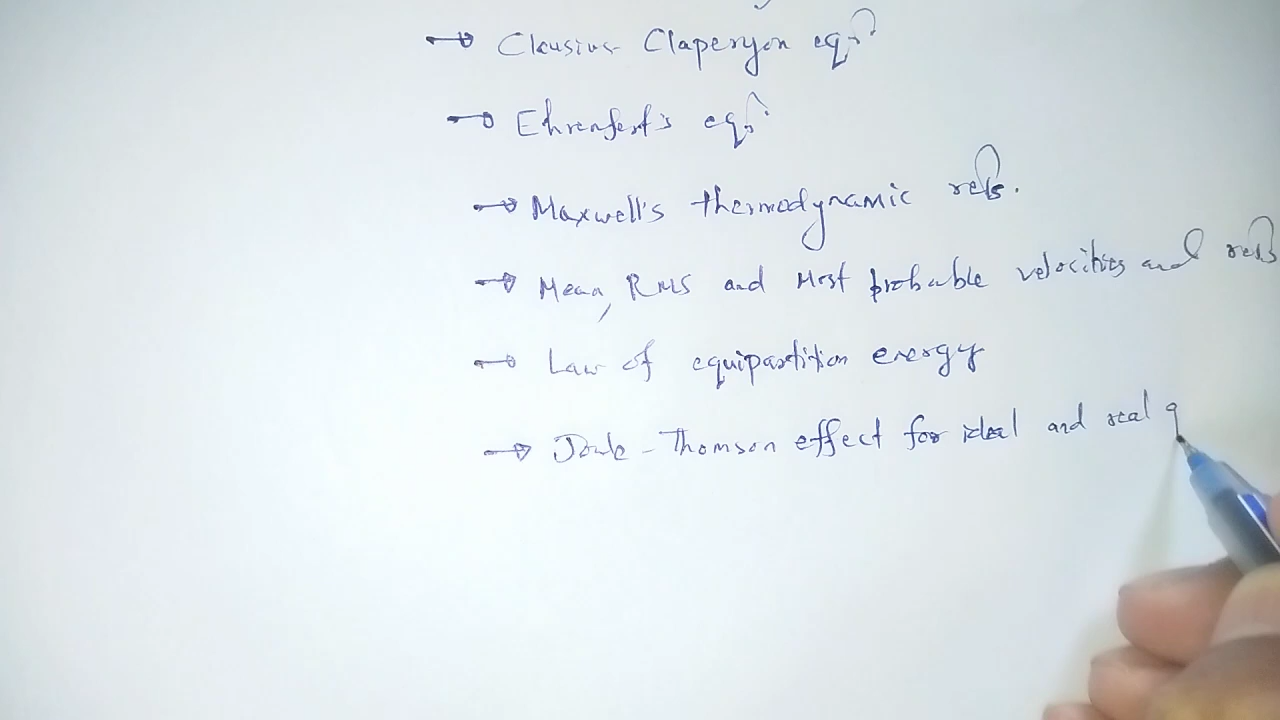 → Clausius- Claperyon eqn
→ Ehrenfest's eqn.
→ Maxwell's thermodynamic rels.
→ Mean, RMS and Most probable velocities and rels
→ Law of equipartition energy
→ Joule - Thomson effect for ideal and real g